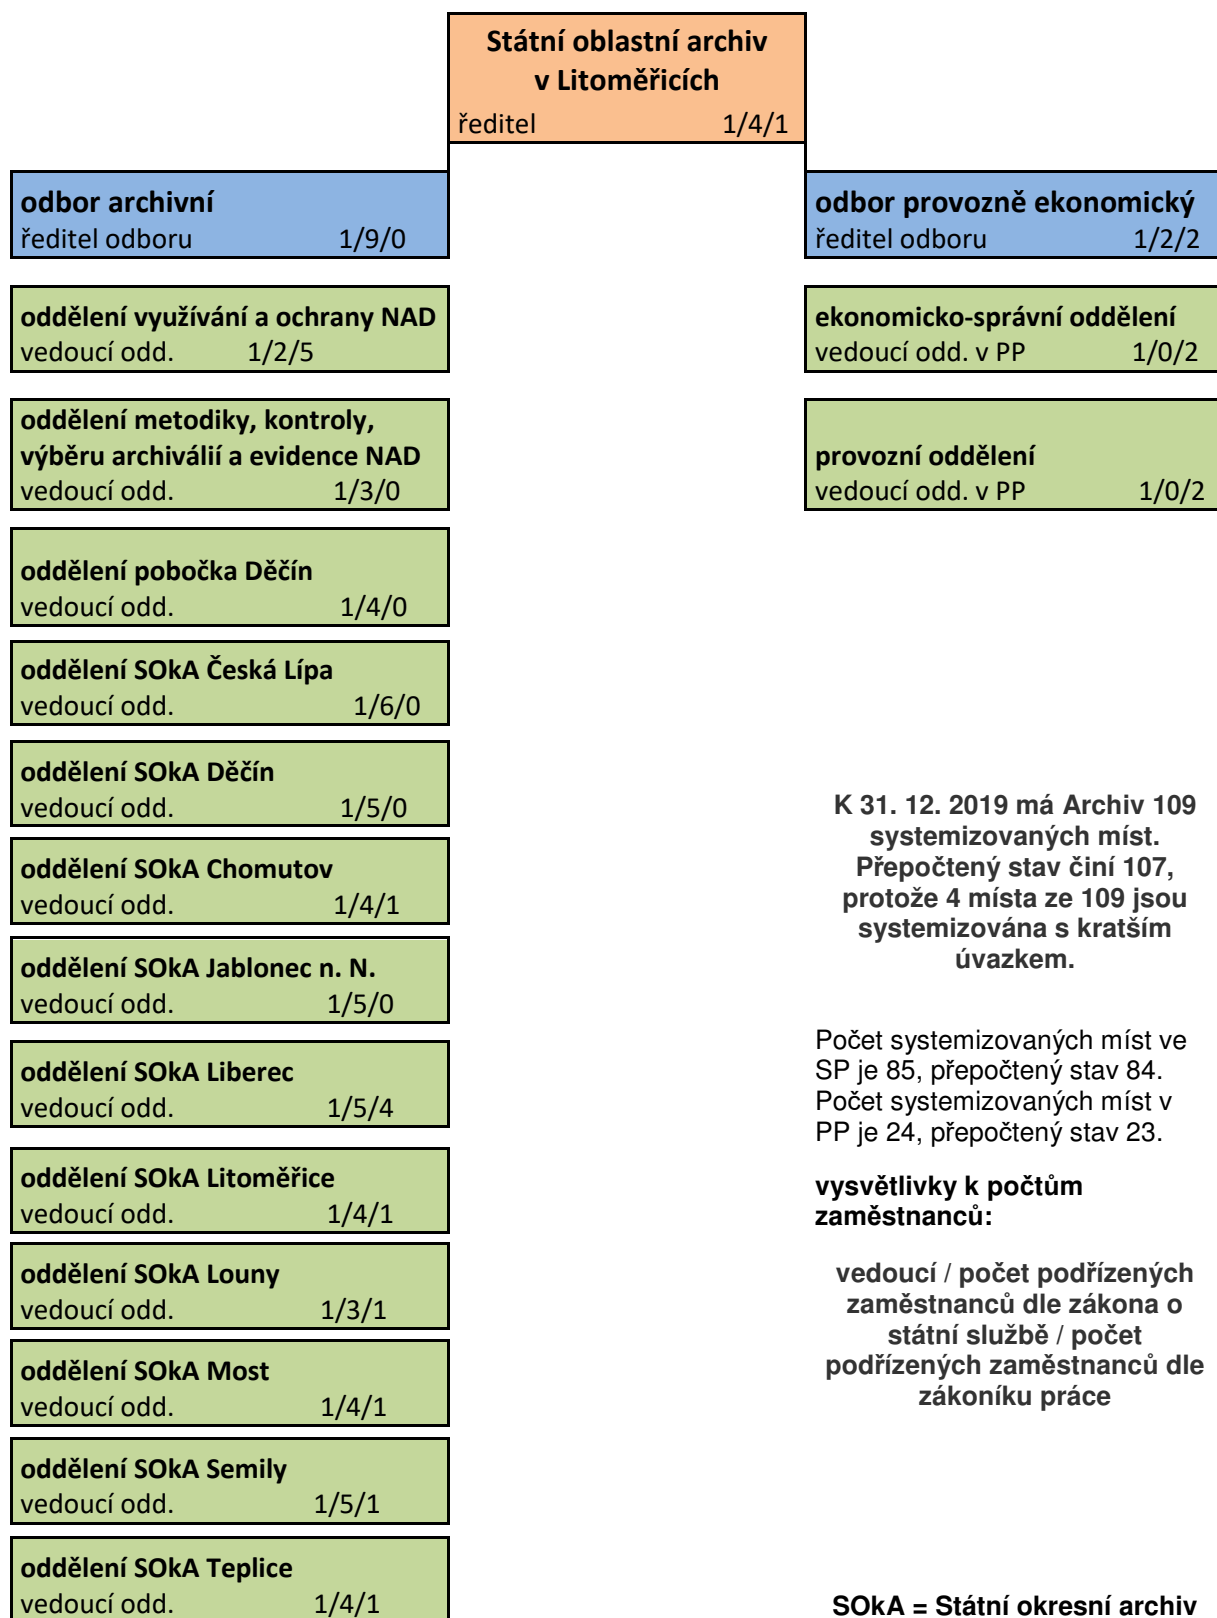 Státní oblastní archiv
v Litoměřicích
ředitel 1/4/1
odbor archivní
ředitel odboru 1/9/0
odbor provozně ekonomický
ředitel odboru 1/2/2
oddělení využívání a ochrany NAD
vedoucí odd. 1/2/5
ekonomicko-správní oddělení
vedoucí odd. v PP 1/0/2
oddělení metodiky, kontroly,
výběru archiválií a evidence NAD
vedoucí odd. 1/3/0
provozní oddělení
vedoucí odd. v PP 1/0/2
oddělení pobočka Děčín
vedoucí odd. 1/4/0
oddělení SOkA Česká Lípa
vedoucí odd. 1/6/0
oddělení SOkA Děčín
vedoucí odd. 1/5/0
oddělení SOkA Chomutov
vedoucí odd. 1/4/1
oddělení SOkA Jablonec n. N.
vedoucí odd. 1/5/0
oddělení SOkA Liberec
vedoucí odd. 1/5/4
oddělení SOkA Litoměřice
vedoucí odd. 1/4/1
oddělení SOkA Louny
vedoucí odd. 1/3/1
oddělení SOkA Most
vedoucí odd. 1/4/1
oddělení SOkA Semily
vedoucí odd. 1/5/1
oddělení SOkA Teplice
vedoucí odd. 1/4/1
K 31. 12. 2019 má Archiv 109
systemizovaných míst.
Přepočtený stav činí 107,
protože 4 místa ze 109 jsou
systemizována s kratším
úvazkem.
Počet systemizovaných míst ve
SP je 85, přepočtený stav 84.
Počet systemizovaných míst v
PP je 24, přepočtený stav 23.
vysvětlivky k počtům
zaměstnanců:
vedoucí / počet podřízených
zaměstnanců dle zákona o
státní službě / počet
podřízených zaměstnanců dle
zákoníku práce
SOkA = Státní okresní archiv